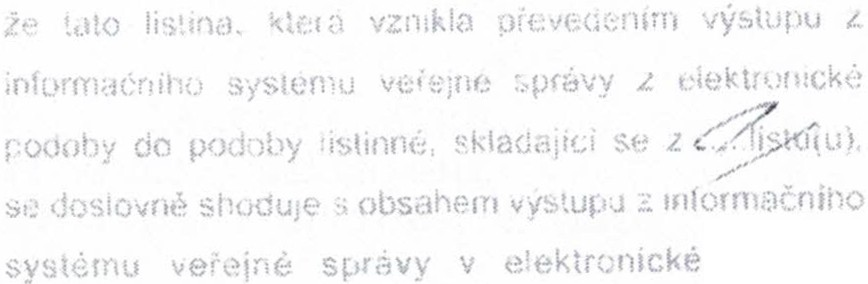 že tato listina, která vznikla převedením výstupu z
informačního systému veřejné správy z elektronické
podoby do podoby listinné, skládající se z ... listů(u),
se doslovně shoduje s obsahem výstupu z informačního
systému veřejné správy v elektronické